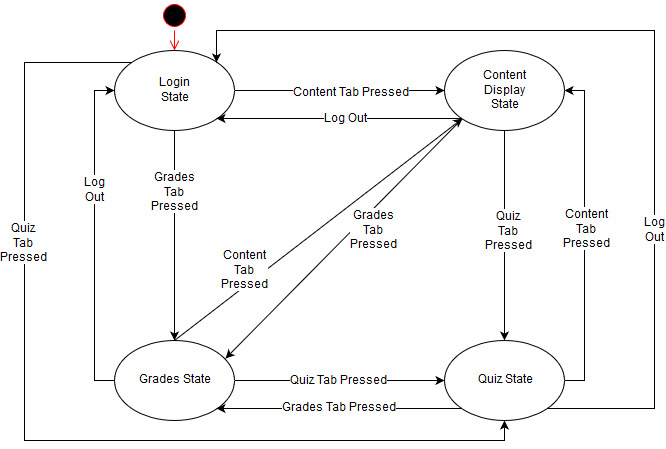 Login
State
Content
Display
State
Content Tab Pressed
Log Out
Grades
Tab
Pressed
Log
Out
Quiz
Tab
Pressed
Content
Tab
Pressed
Grades
Tab
Pressed
Quiz
Tab
Pressed
Content
Tab
Pressed
Log
Out
Grades State
Quiz Tab Pressed
Quiz State
Grades Tab Pressed